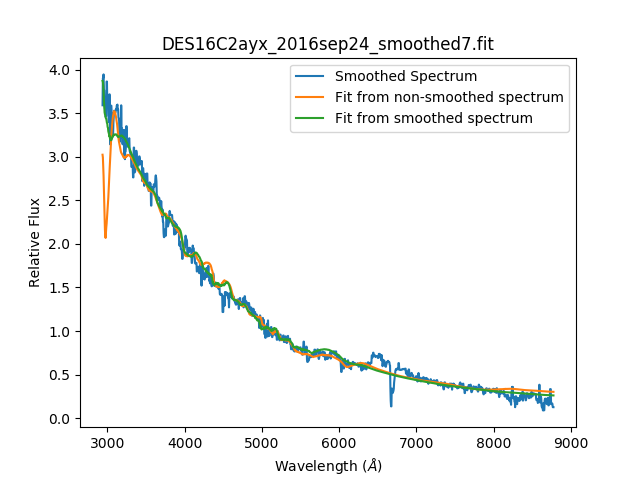 DES16C2ayx_2016sep24_smoothed7.fit
Smoothed Spectrum
Fit from non-smoothed spectrum
Fit from smoothed spectrum
4.0
3.5
3.0
2.5
2.0
1.5
1.0
0.5
0.0
Relative Flux
3000 4000 5000 6000 7000 8000 9000
Wavelength (Å)